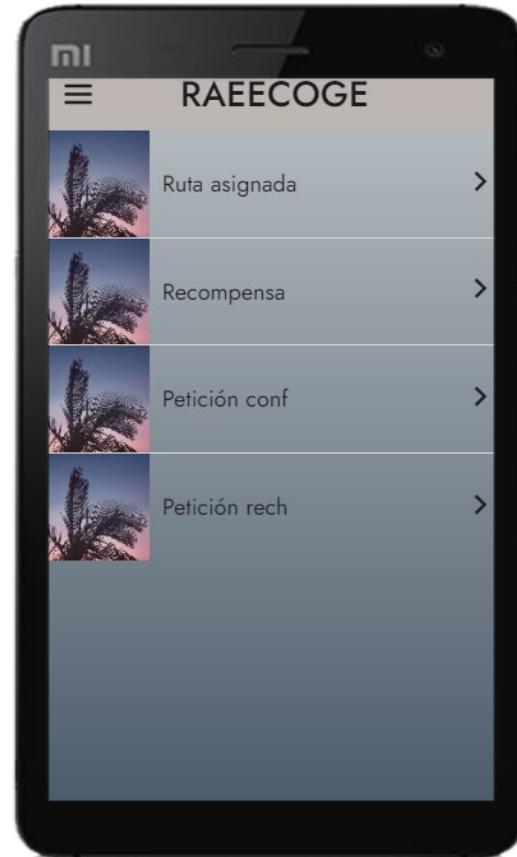 mi
RAEECOGE
Ruta asignada
Recompensa
Petición conf
Petición rech